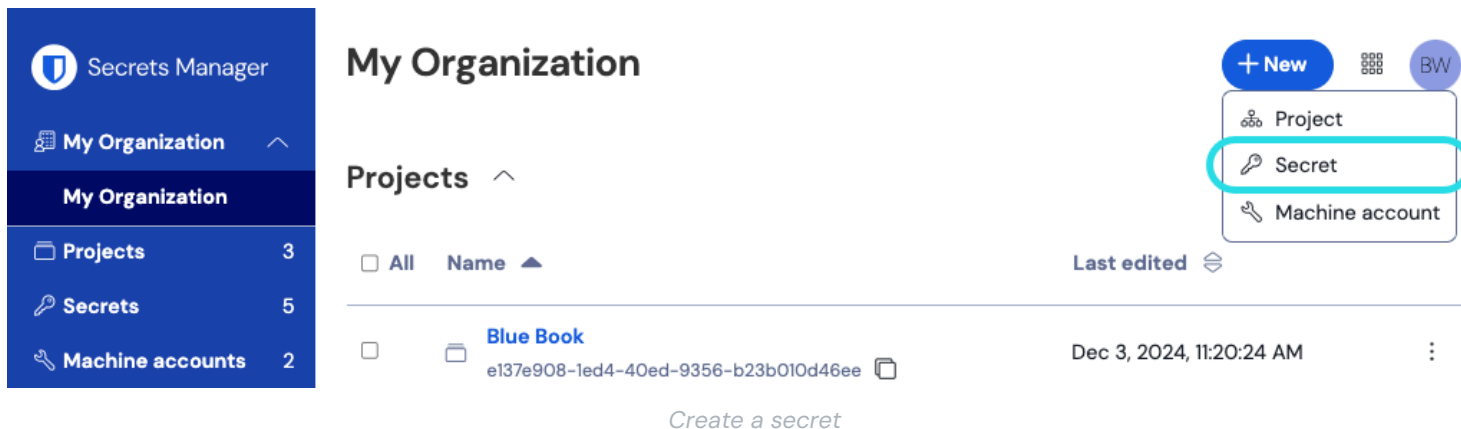 Secrets Manager
My Organization
My Organization
Projects 3
Secrets 5
Machine accounts 2
My Organization
+ New
BW
Project
Secret
Machine account
Projects
All Name Last edited
Blue Book
e137e908-1ed4-40ed-9356-b23b010d46ee
Dec 3, 2024, 11:20:24 AM
Create a secret